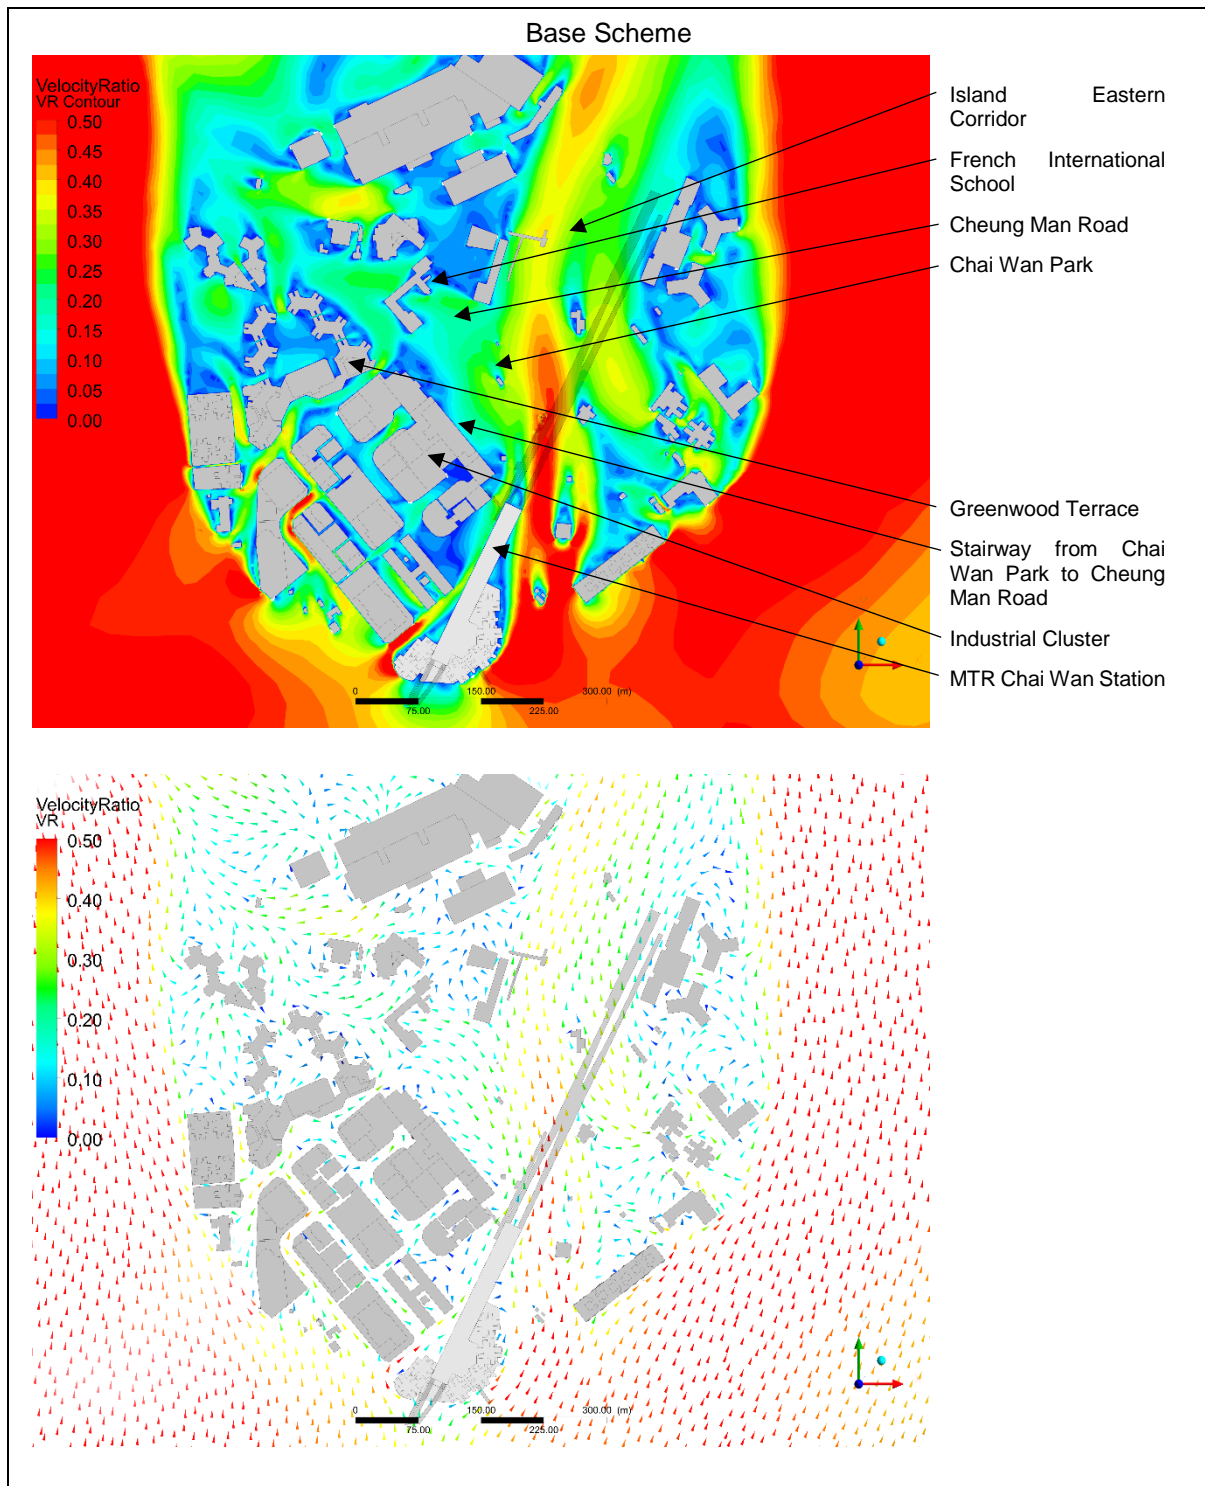 Base Scheme
VelocityRatio
VR Contour
0.50
0.45
0.40
0.35
0.30
0.25
0.20
0.15
0.10
0.05
0.00
Island Eastern
Corridor
French International
School
Cheung Man Road
Chai Wan Park
Greenwood Terrace
Stairway from Chai
Wan Park to Cheung
Man Road
Industrial Cluster
MTR Chai Wan Station
0 150.00 300.00 (m)
75.00 225.00
VelocityRatio
VR
0.50
0.40
0.30
0.20
0.10
0.00
0 150.00 300.00 (m)
75.00 225.00